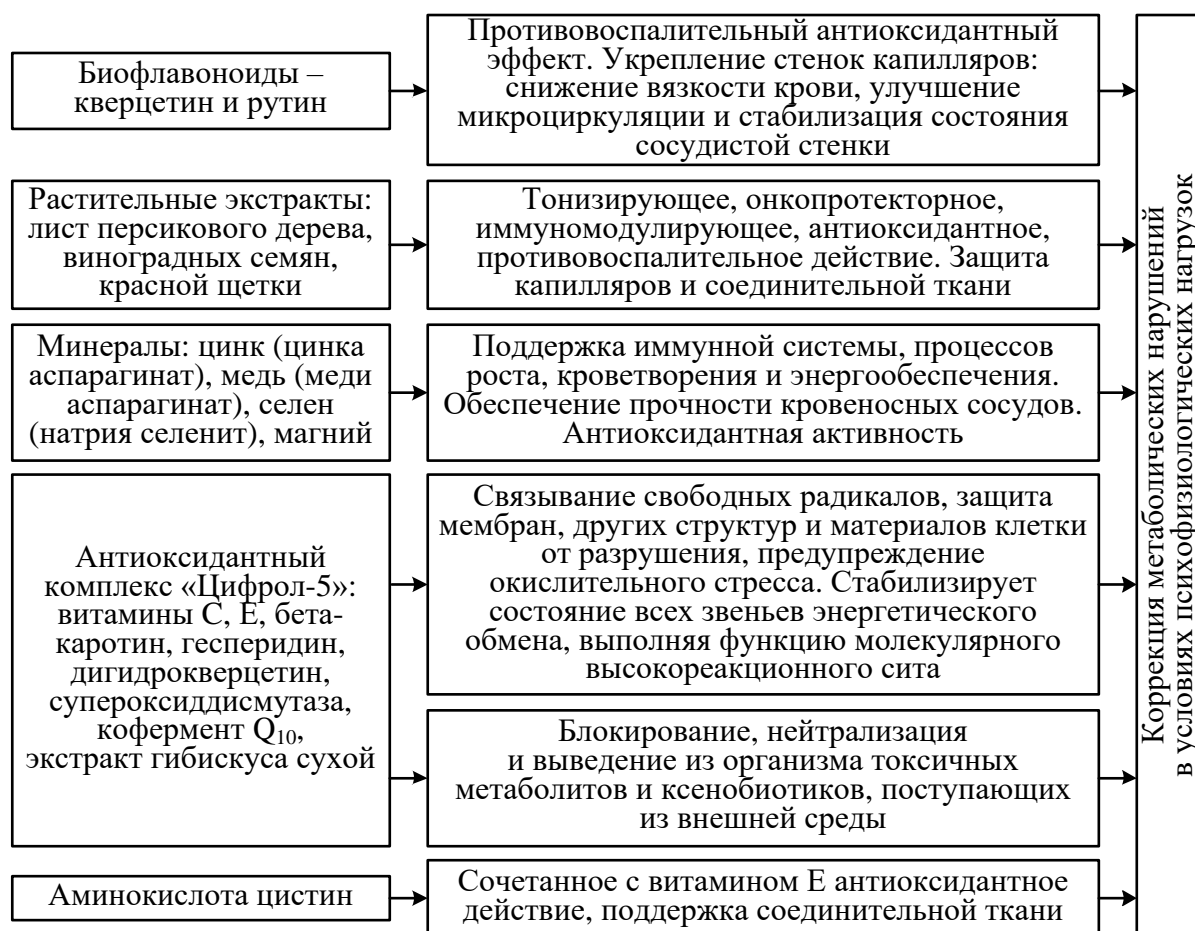 Биофлавоноиды –
кверцетин и рутин
Противовоспалительный антиоксидантный
эффект. Укрепление стенок капилляров:
снижение вязкости крови, улучшение
микроциркуляции и стабилизация состояния
сосудистой стенки
Растительные экстракты:
лист персикового дерева,
виноградных семян,
красной щетки
Тонизирующее, онкопротекторное,
иммуномодулирующее, антиоксидантное,
противовоспалительное действие. Защита
капилляров и соединительной ткани
Минералы: цинк (цинка
аспарагинат), медь (меди
аспарагинат), селен
(натрия селенит), магний
Поддержка иммунной системы, процессов
роста, кроветворения и энергообеспечения.
Обеспечение прочности кровеносных сосудов.
Антиоксидантная активность
Антиоксидантный
комплекс «Цифрол-5»:
витамины С, Е, бета-
каротин, гесперидин,
дигидрокверцетин,
супероксиддисмутаза,
кофермент Q₁₀,
экстракт гибискуса сухой
Связывание свободных радикалов, защита
мембран, других структур и материалов клетки
от разрушения, предупреждение
окислительного стресса. Стабилизирует
состояние всех звеньев энергетического
обмена, выполняя функцию молекулярного
высокореакционного сита
Блокирование, нейтрализация
и выведение из организма токсичных
метаболитов и ксенобиотиков, поступающих
из внешней среды
Аминокислота цистин
Сочетанное с витамином Е антиоксидантное
действие, поддержка соединительной ткани
Коррекция метаболических нарушений
в условиях психофизиологических нагрузок